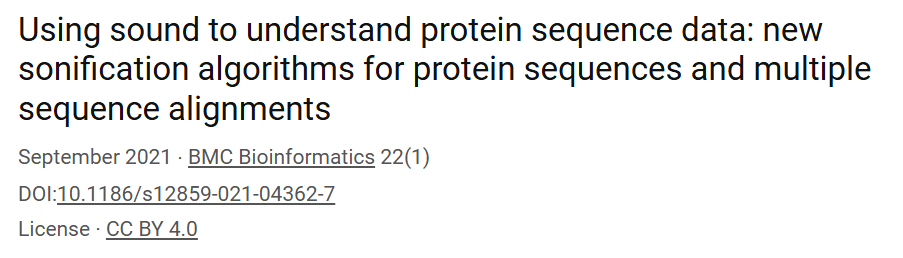 Using sound to understand protein sequence data: new
sonification algorithms for protein sequences and multiple
sequence alignments
September 2021 · BMC Bioinformatics 22(1)
DOI:10.1186/s12859-021-04362-7
License · CC BY 4.0